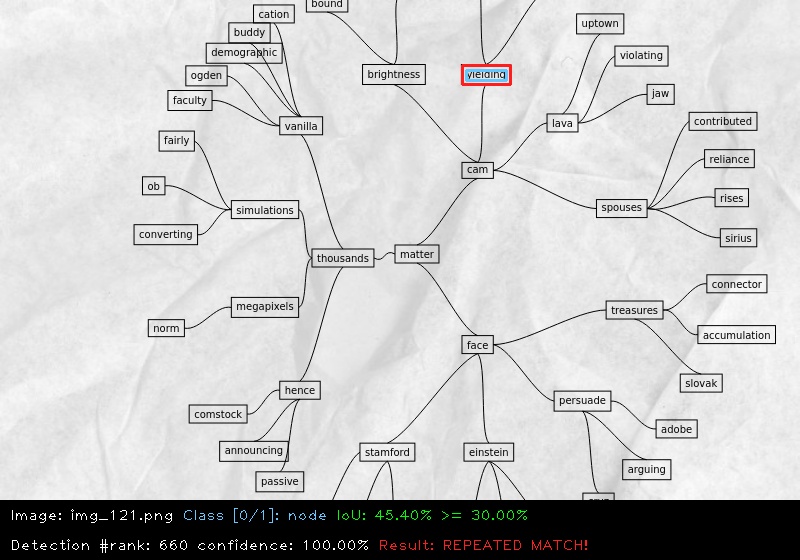 bound
cation
buddy
demographic
ogden
faculty
vanilla
brightness
yielding
uptown
violating
jaw
lava
contributed
reliance
rises
sirius
spouses
cam
fairly
ob
converting
simulations
thousands
matter
megapixels
norm
connector
accumulation
slovak
treasures
face
hence
comstock
announcing
passive
persuade
adobe
arguing
stamford
einstein
Image: img_121.png Class [0/1]: node IoU: 45.40% >= 30.00%
Detection #rank: 660 confidence: 100.00% Result: REPEATED MATCH!